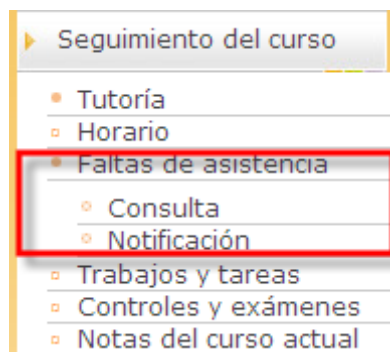 Seguimiento del curso
Tutoría
Horario
Faltas de asistencia
Consulta
Notificación
Trabajos y tareas
Controles y exámenes
Notas del curso actual